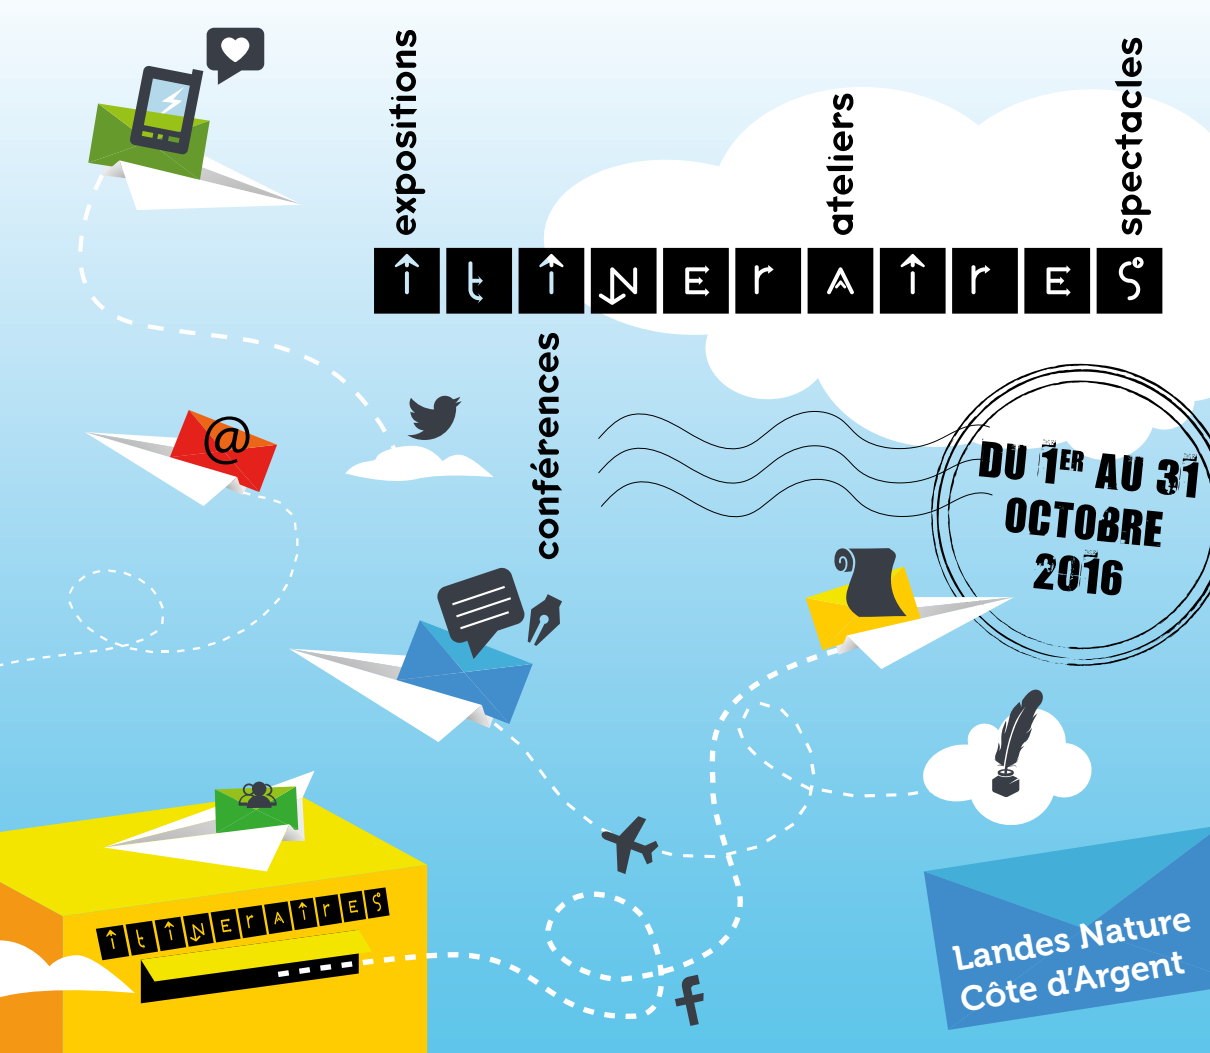 expositions
ateliers
spectacles
ItINErAIrES
conférences
@
DU 1ER AU 31
OCTOBRE
2016
ItINErAIrES
Landes Nature
Côte d'Argent
f